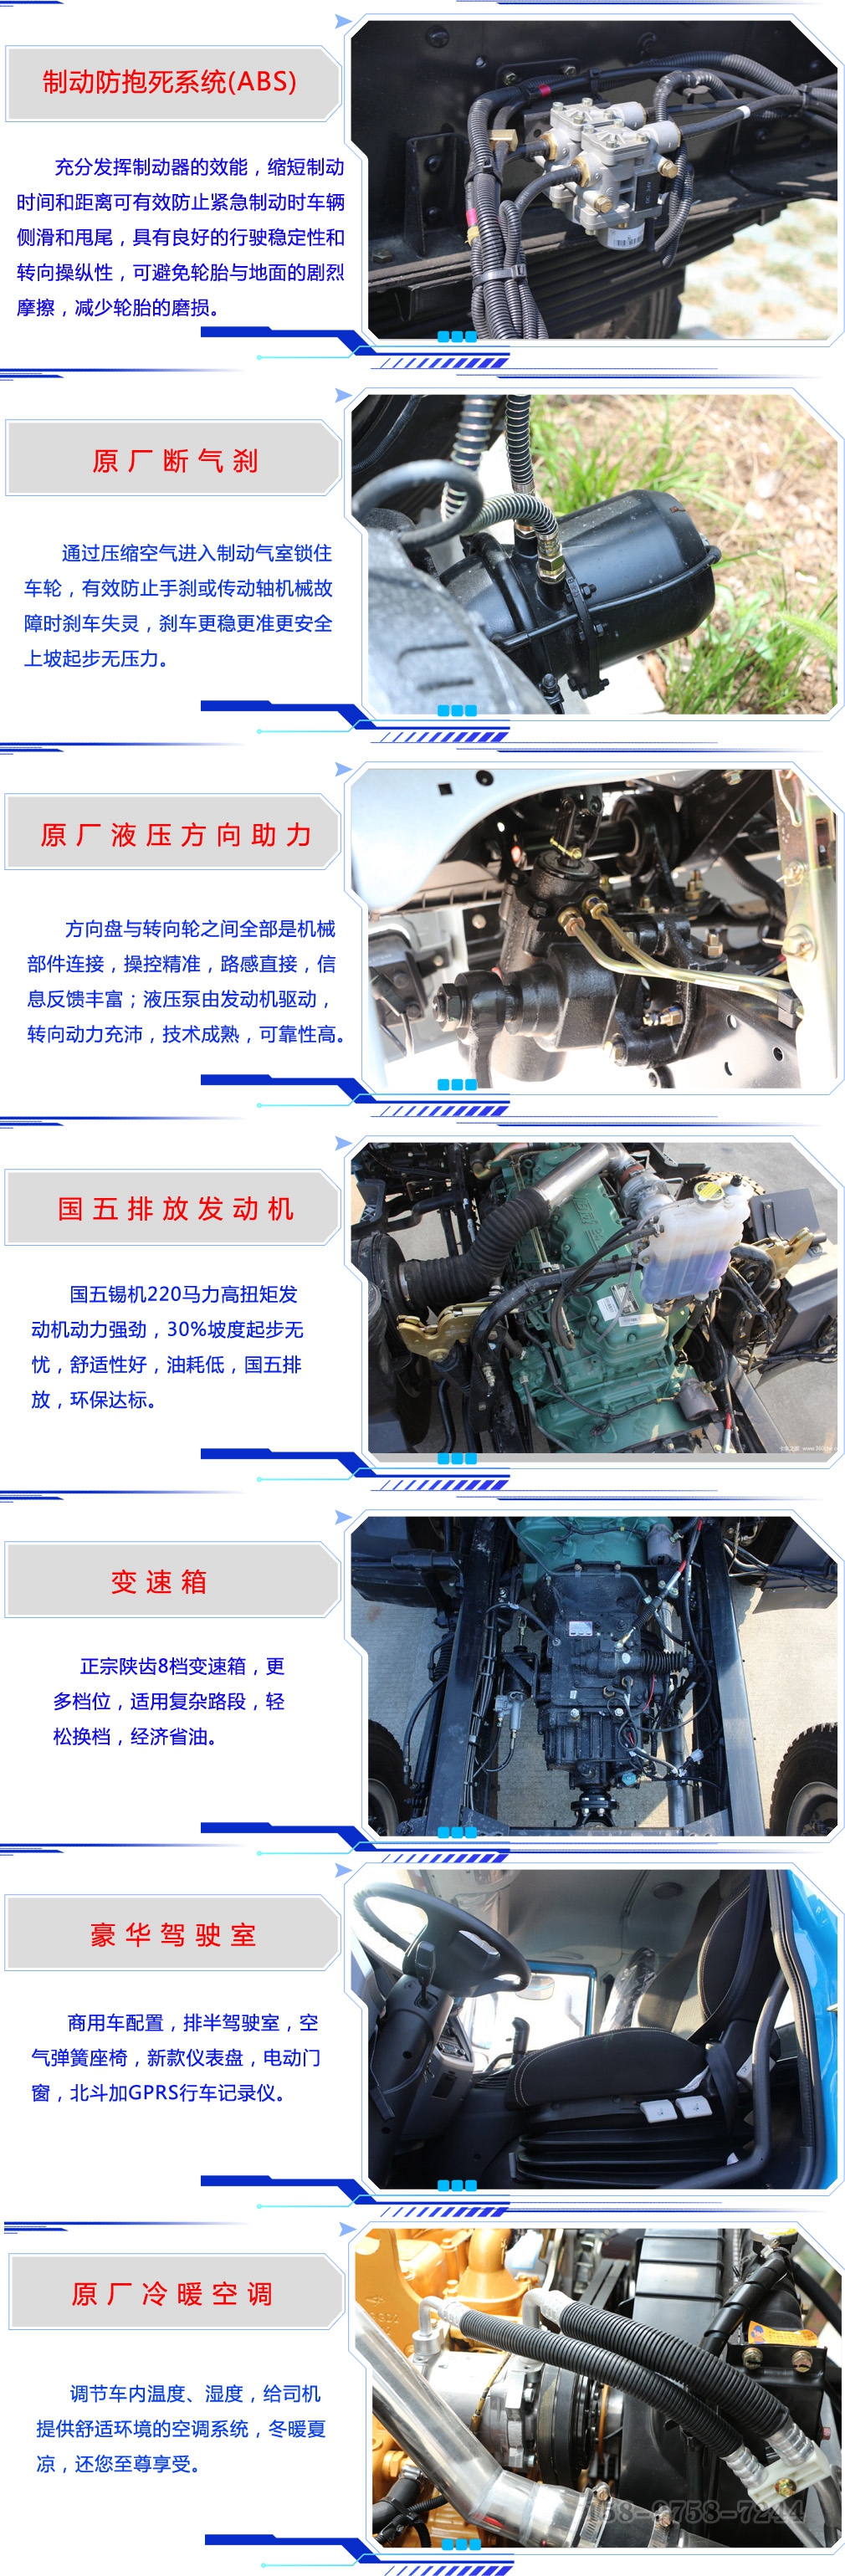 制动防抱死系统(ABS)
充分发挥制动器的效能，缩短制动
时间和距离可有效防止紧急制动时车辆
侧滑和甩尾，具有良好的行驶稳定性和
转向操纵性，可避免轮胎与地面的剧烈
摩擦，减少轮胎的磨损。
原厂断气刹
通过压缩空气进入制动气室锁住
车轮，有效防止手刹或传动轴机械故
障时刹车失灵，刹车更稳更准更安全
上坡起步无压力。
原厂液压方向助力
方向盘与转向轮之间全部是机械
部件连接，操控精准，路感直接，信
息反馈丰富；液压泵由发动机驱动，
转向动力充沛，技术成熟，可靠性高。
国五排放发动机
国五锡机220马力高扭矩发
动机动力强劲，30%坡度起步无
忧，舒适性好，油耗低，国五排
放，环保达标。
变速箱
正宗陕齿8档变速箱，更
多档位，适用复杂路段，轻
松换档，经济省油。
豪华驾驶室
商用车配置，排半驾驶室，空
气弹簧座椅，新款仪表盘，电动门
窗，北斗加GPRS行车记录仪。
原厂冷暖空调
调节车内温度、湿度，给司机
提供舒适环境的空调系统，冬暖夏
凉，还您至尊享受。